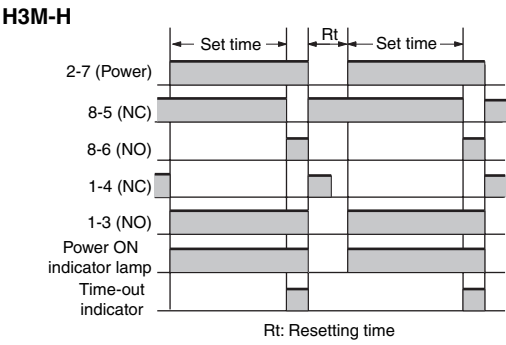 H3M-H
Set time Rt Set time
2-7 (Power)
8-5 (NC)
8-6 (NO)
1-4 (NC)
1-3 (NO)
Power ON
indicator lamp
Time-out
indicator
Rt: Resetting time